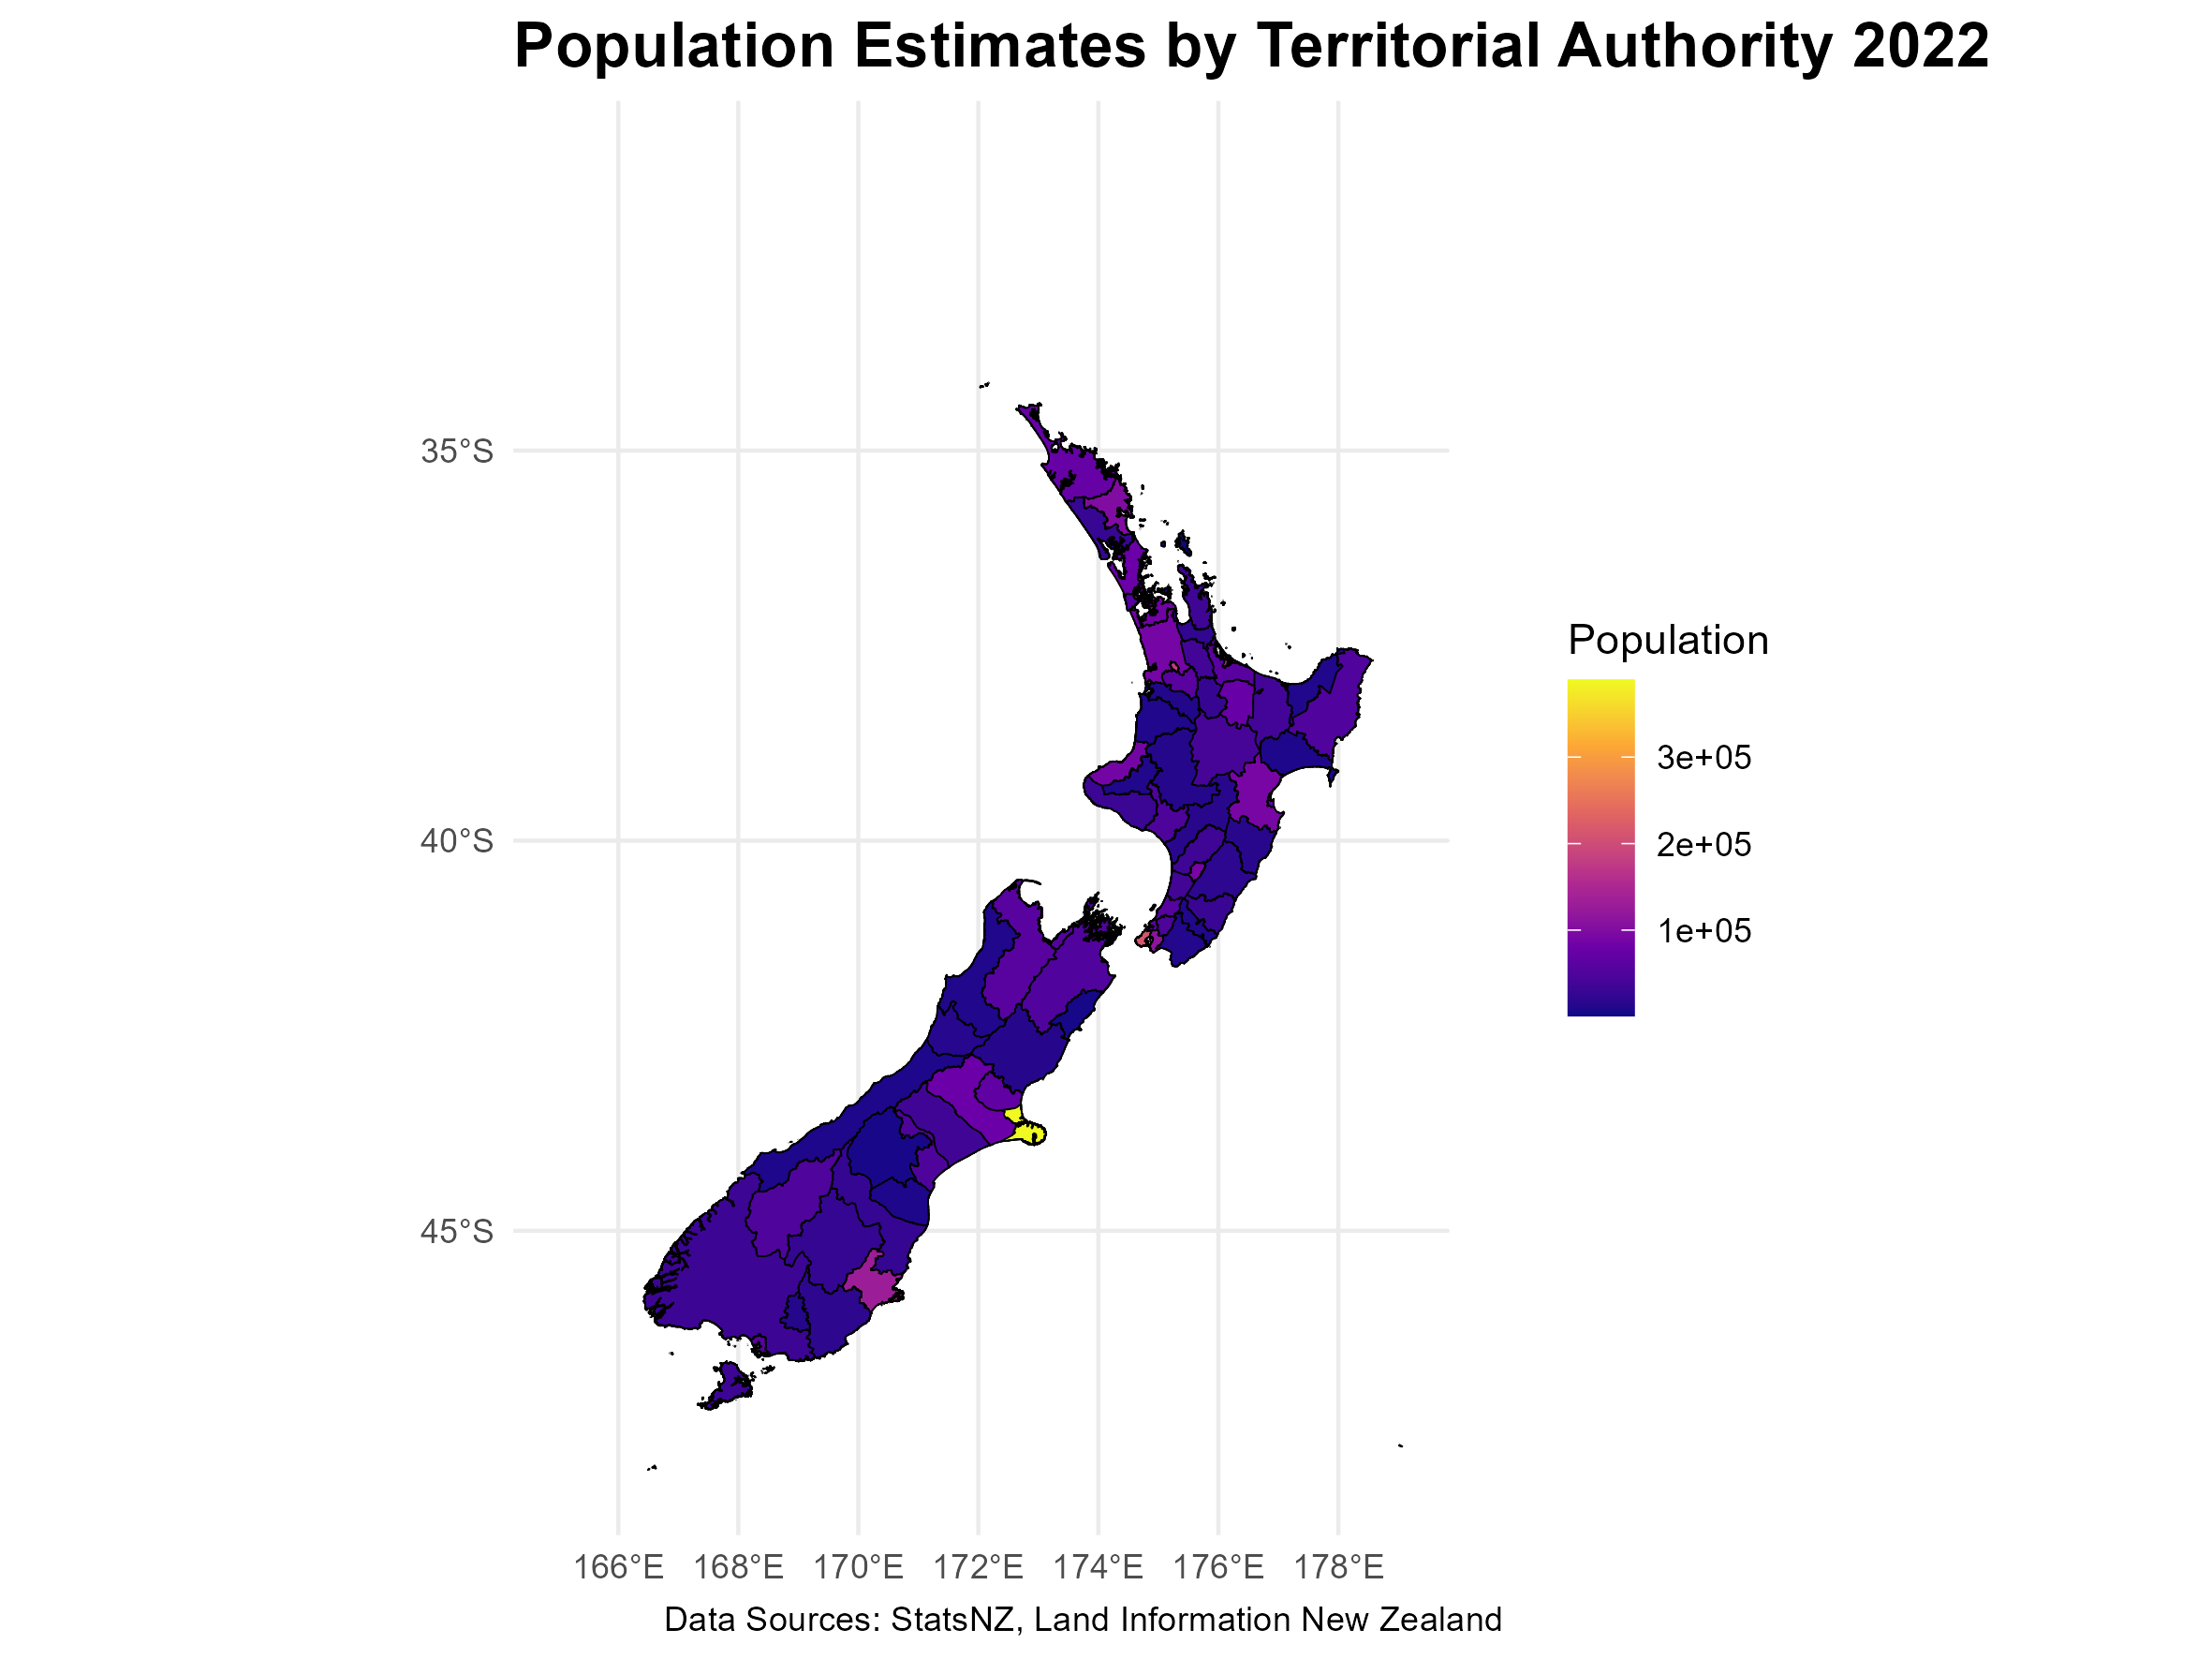 Population Estimates by Territorial Authority 2022
35°S
40°S
45°S
166°E 168°E 170°E 172°E 174°E 176°E 178°E
Population
3e+05
2e+05
1e+05
Data Sources: StatsNZ, Land Information New Zealand